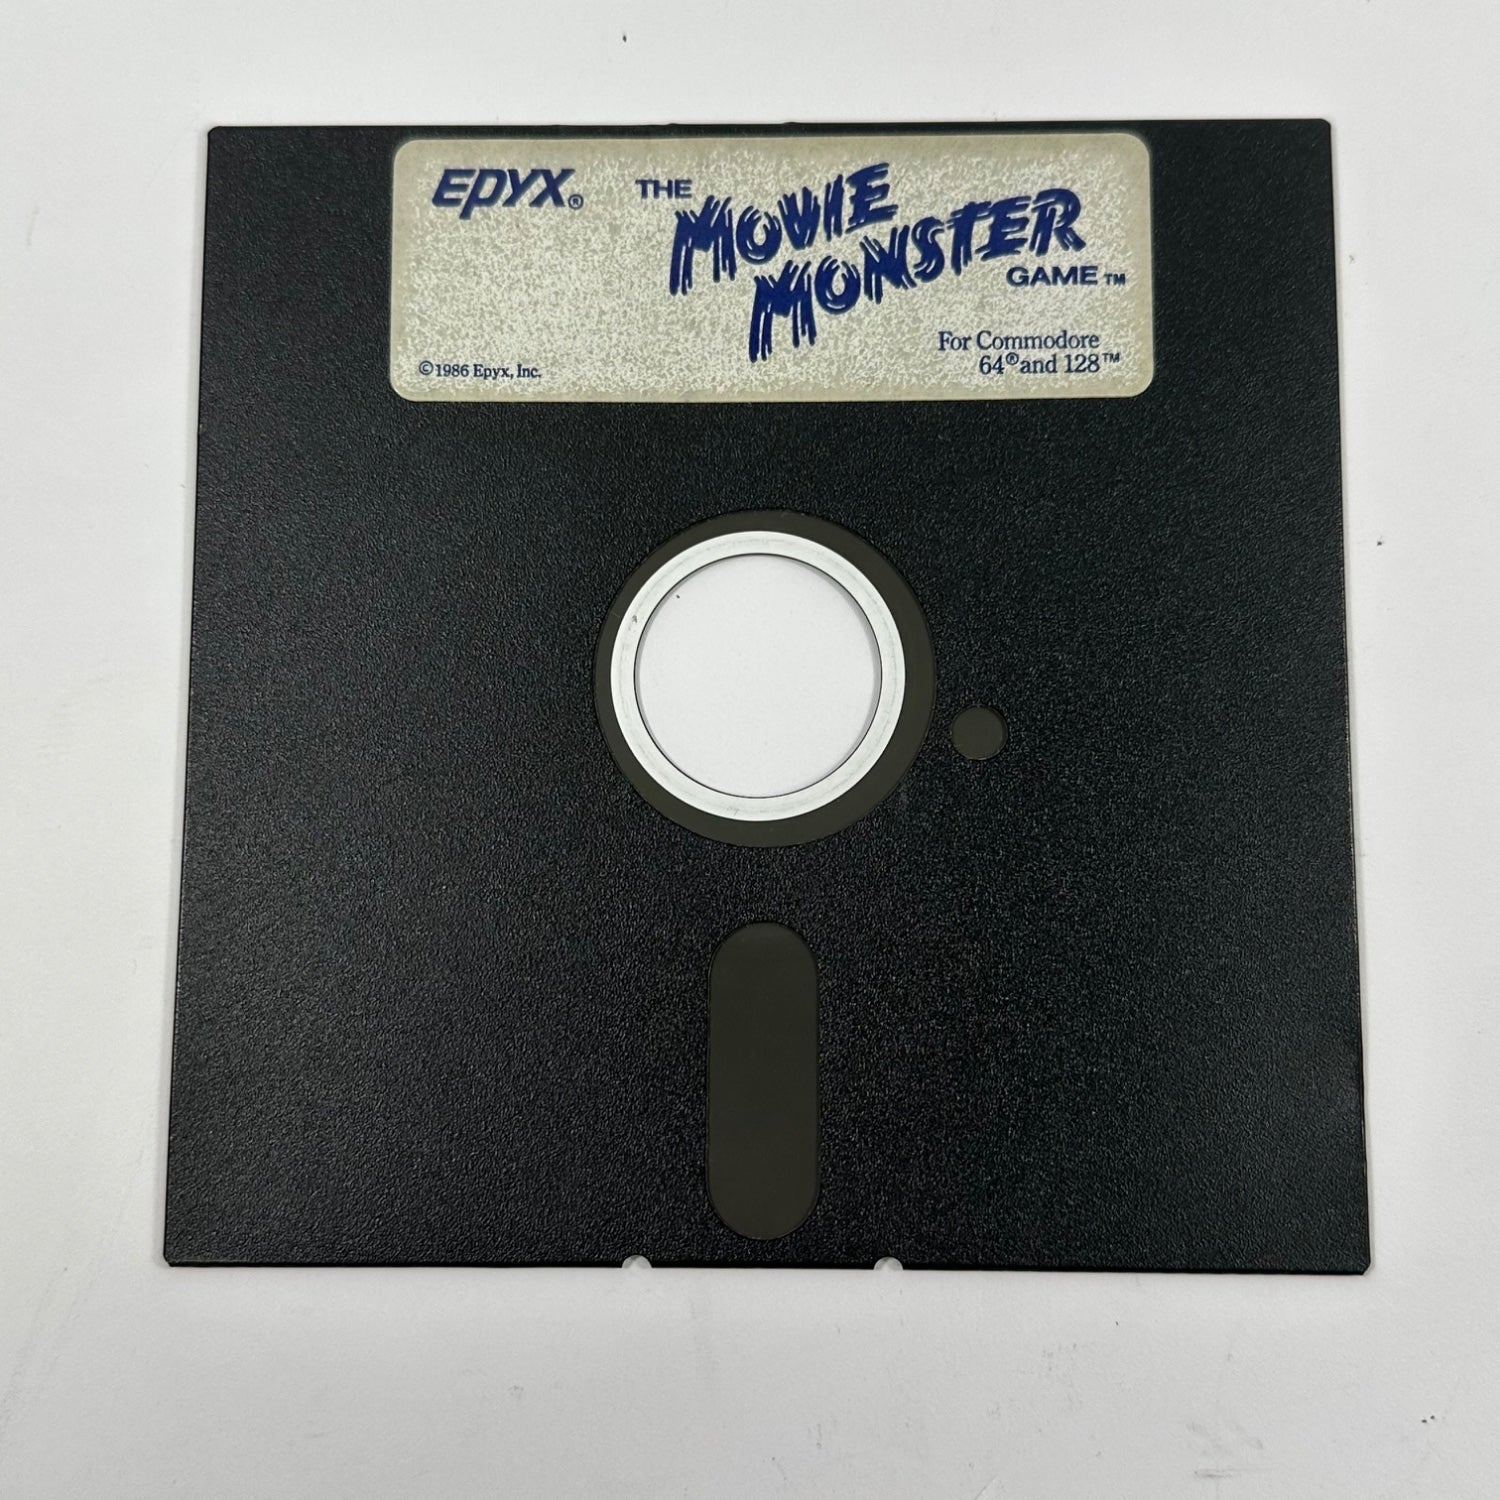 EPYX®
THE
MOVIE
MONSTER
GAME™
For Commodore
64® and 128™
©1986 Epyx, Inc.